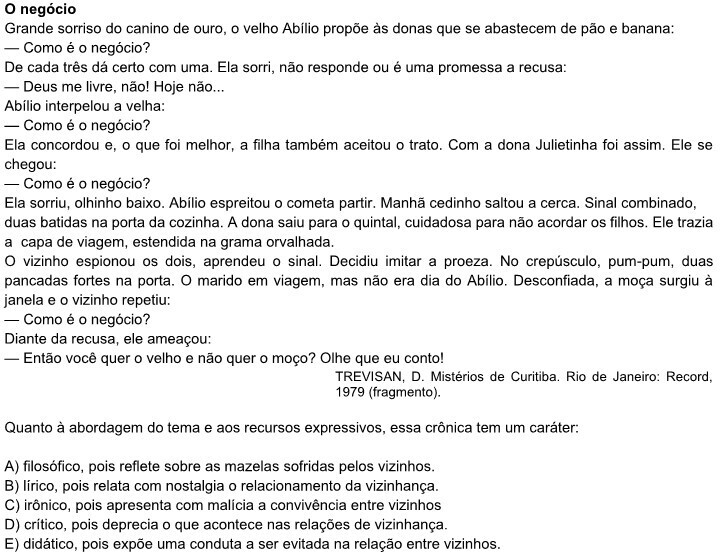 O negócio
Grande sorriso do canino de ouro, o velho Abílio propõe às donas que se abastecem de pão e banana:
— Como é o negócio?
De cada três dá certo com uma. Ela sorri, não responde ou é uma promessa a recusa:
— Deus me livre, não! Hoje não...
Abílio interpelou a velha:
— Como é o negócio?
Ela concordou e, o que foi melhor, a filha também aceitou o trato. Com a dona Julietinha foi assim. Ele se
chegou:
— Como é o negócio?
Ela sorriu, olhinho baixo. Abílio espreitou o cometa partir. Manhã cedinho saltou a cerca. Sinal combinado,
duas batidas na porta da cozinha. A dona saiu para o quintal, cuidadosa para não acordar os filhos. Ele trazia
a capa de viagem, estendida na grama orvalhada.
O vizinho espionou os dois, aprendeu o sinal. Decidiu imitar a proeza. No crepúsculo, pum-pum, duas
pancadas fortes na porta. O marido em viagem, mas não era dia do Abílio. Desconfiada, a moça surgiu à
janela e o vizinho repetiu:
— Como é o negócio?
Diante da recusa, ele ameaçou:
— Então você quer o velho e não quer o moço? Olhe que eu conto!
TREVISAN, D. Mistérios de Curitiba. Rio de Janeiro: Record,
1979 (fragmento).
Quanto à abordagem do tema e aos recursos expressivos, essa crônica tem um caráter:
A) filosófico, pois reflete sobre as mazelas sofridas pelos vizinhos.
B) lírico, pois relata com nostalgia o relacionamento da vizinhança.
C) irônico, pois apresenta com malícia a convivência entre vizinhos
D) crítico, pois deprecia o que acontece nas relações de vizinhança.
E) didático, pois expõe uma conduta a ser evitada na relação entre vizinhos.